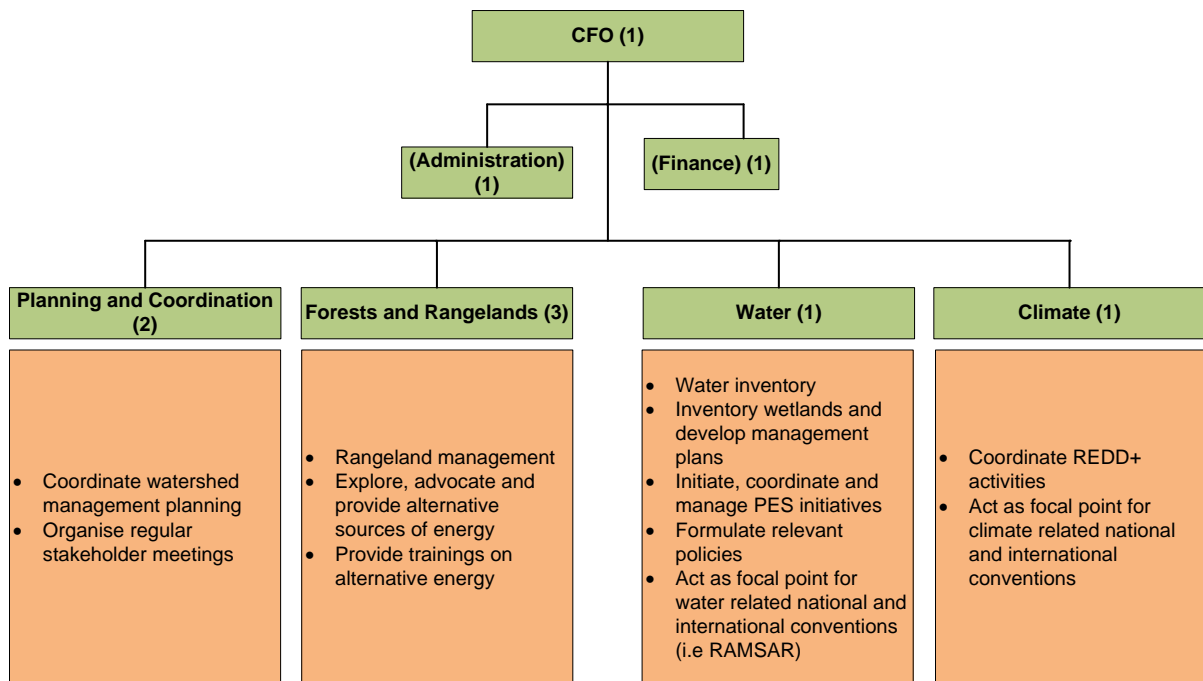 CFO (1)
(Administration)
(1)
(Finance) (1)
Planning and Coordination
(2)
Forests and Rangelands (3)
Water (1)
Climate (1)
• Coordinate watershed
management planning
• Organise regular
stakeholder meetings
• Rangeland management
• Explore, advocate and
provide alternative
sources of energy
• Provide trainings on
alternative energy
• Water inventory
• Inventory wetlands and
develop management
plans
• Initiate, coordinate and
manage PES initiatives
• Formulate relevant
policies
• Act as focal point for
water related national and
international conventions
(i.e RAMSAR)
• Coordinate REDD+
activities
• Act as focal point for
climate related national
and international
conventions